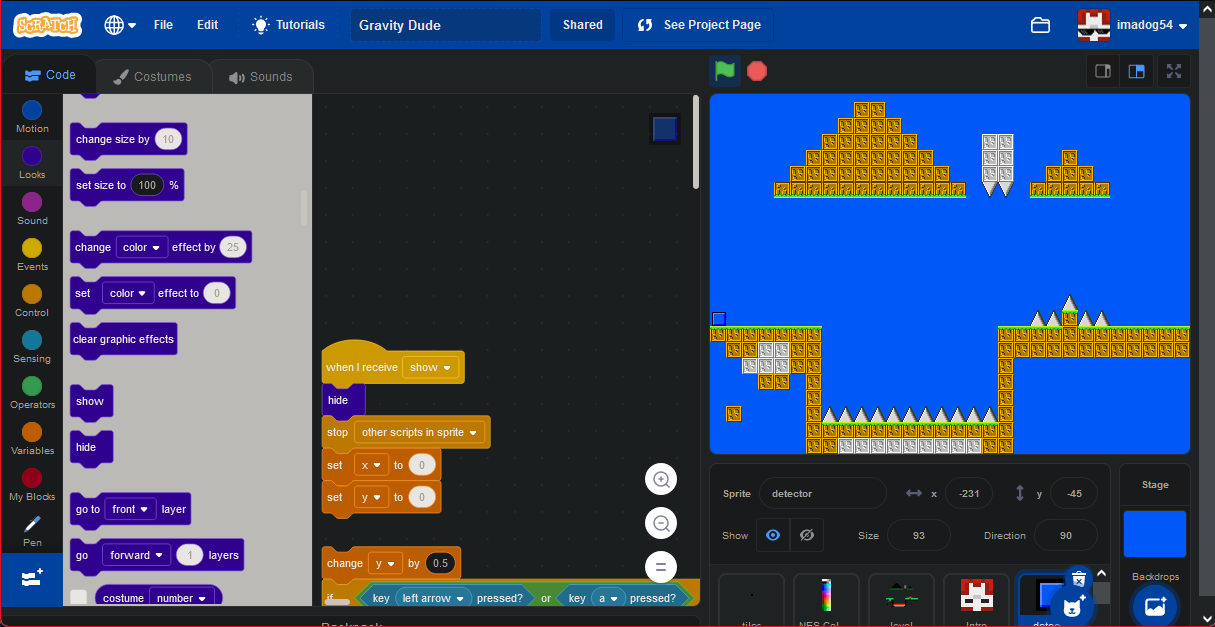 SCRATCH File Edit Tutorials Gravity Dude Shared See Project Page imadog54
Code Costumes Sounds
Motion
Looks
Sound
Events
Control
Sensing
Operators
Variables
My Blocks
Pen
change size by 10
set size to 100 %
change color effect by 25
set color effect to 0
clear graphic effects
show
hide
go to front layer
go forward 1 layers
costume number
when I receive show
hide
stop other scripts in sprite
set x to 0
set y to 0
change y by 0.5
if key left arrow pressed? or key a pressed?
Sprite detector x -231 y -45
Show Size 93 Direction 90
Stage
Backdrops
tiles NES Col... level Intro